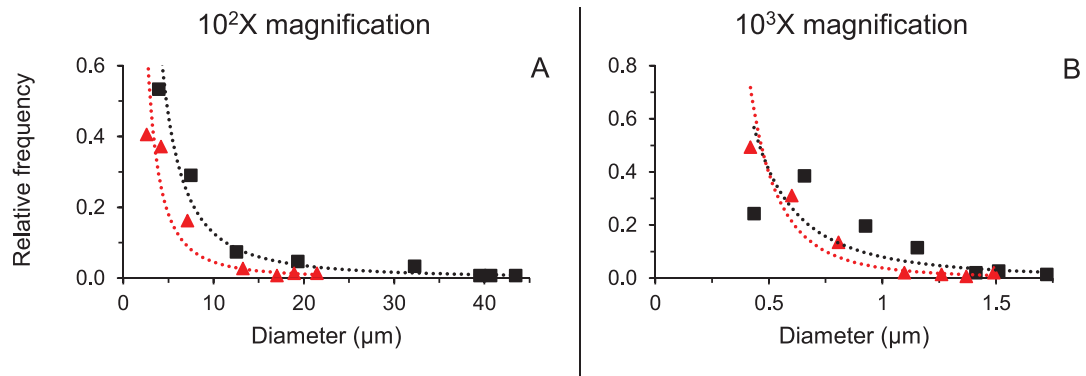 10²X magnification
A
0.6
0.4
0.2
0.0
Relative frequency
0 10 20 30 40
Diameter (µm)
10³X magnification
B
0.8
0.6
0.4
0.2
0.0
0 0.5 1 1.5
Diameter (µm)